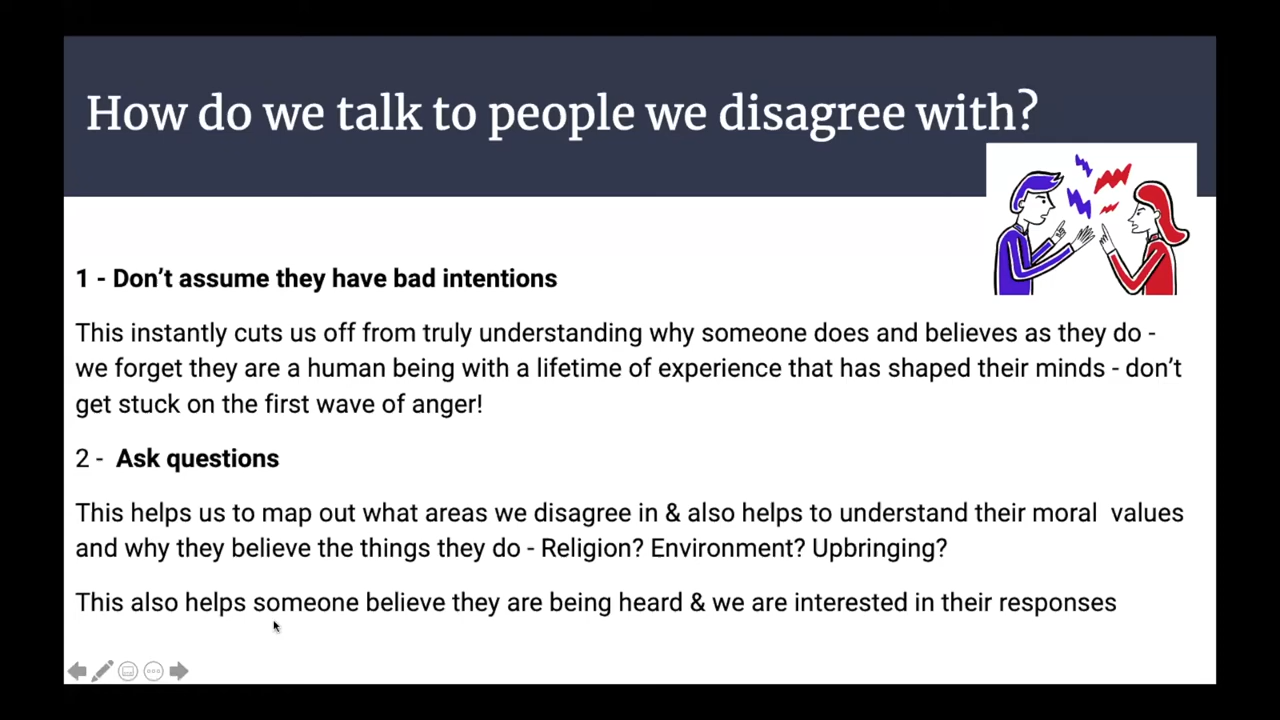 How do we talk to people we disagree with?
1 - Don’t assume they have bad intentions
This instantly cuts us off from truly understanding why someone does and believes as they do -
we forget they are a human being with a lifetime of experience that has shaped their minds - don’t
get stuck on the first wave of anger!
2 -  Ask questions
This helps us to map out what areas we disagree in & also helps to understand their moral  values
and why they believe the things they do - Religion? Environment? Upbringing?
This also helps someone believe they are being heard & we are interested in their responses